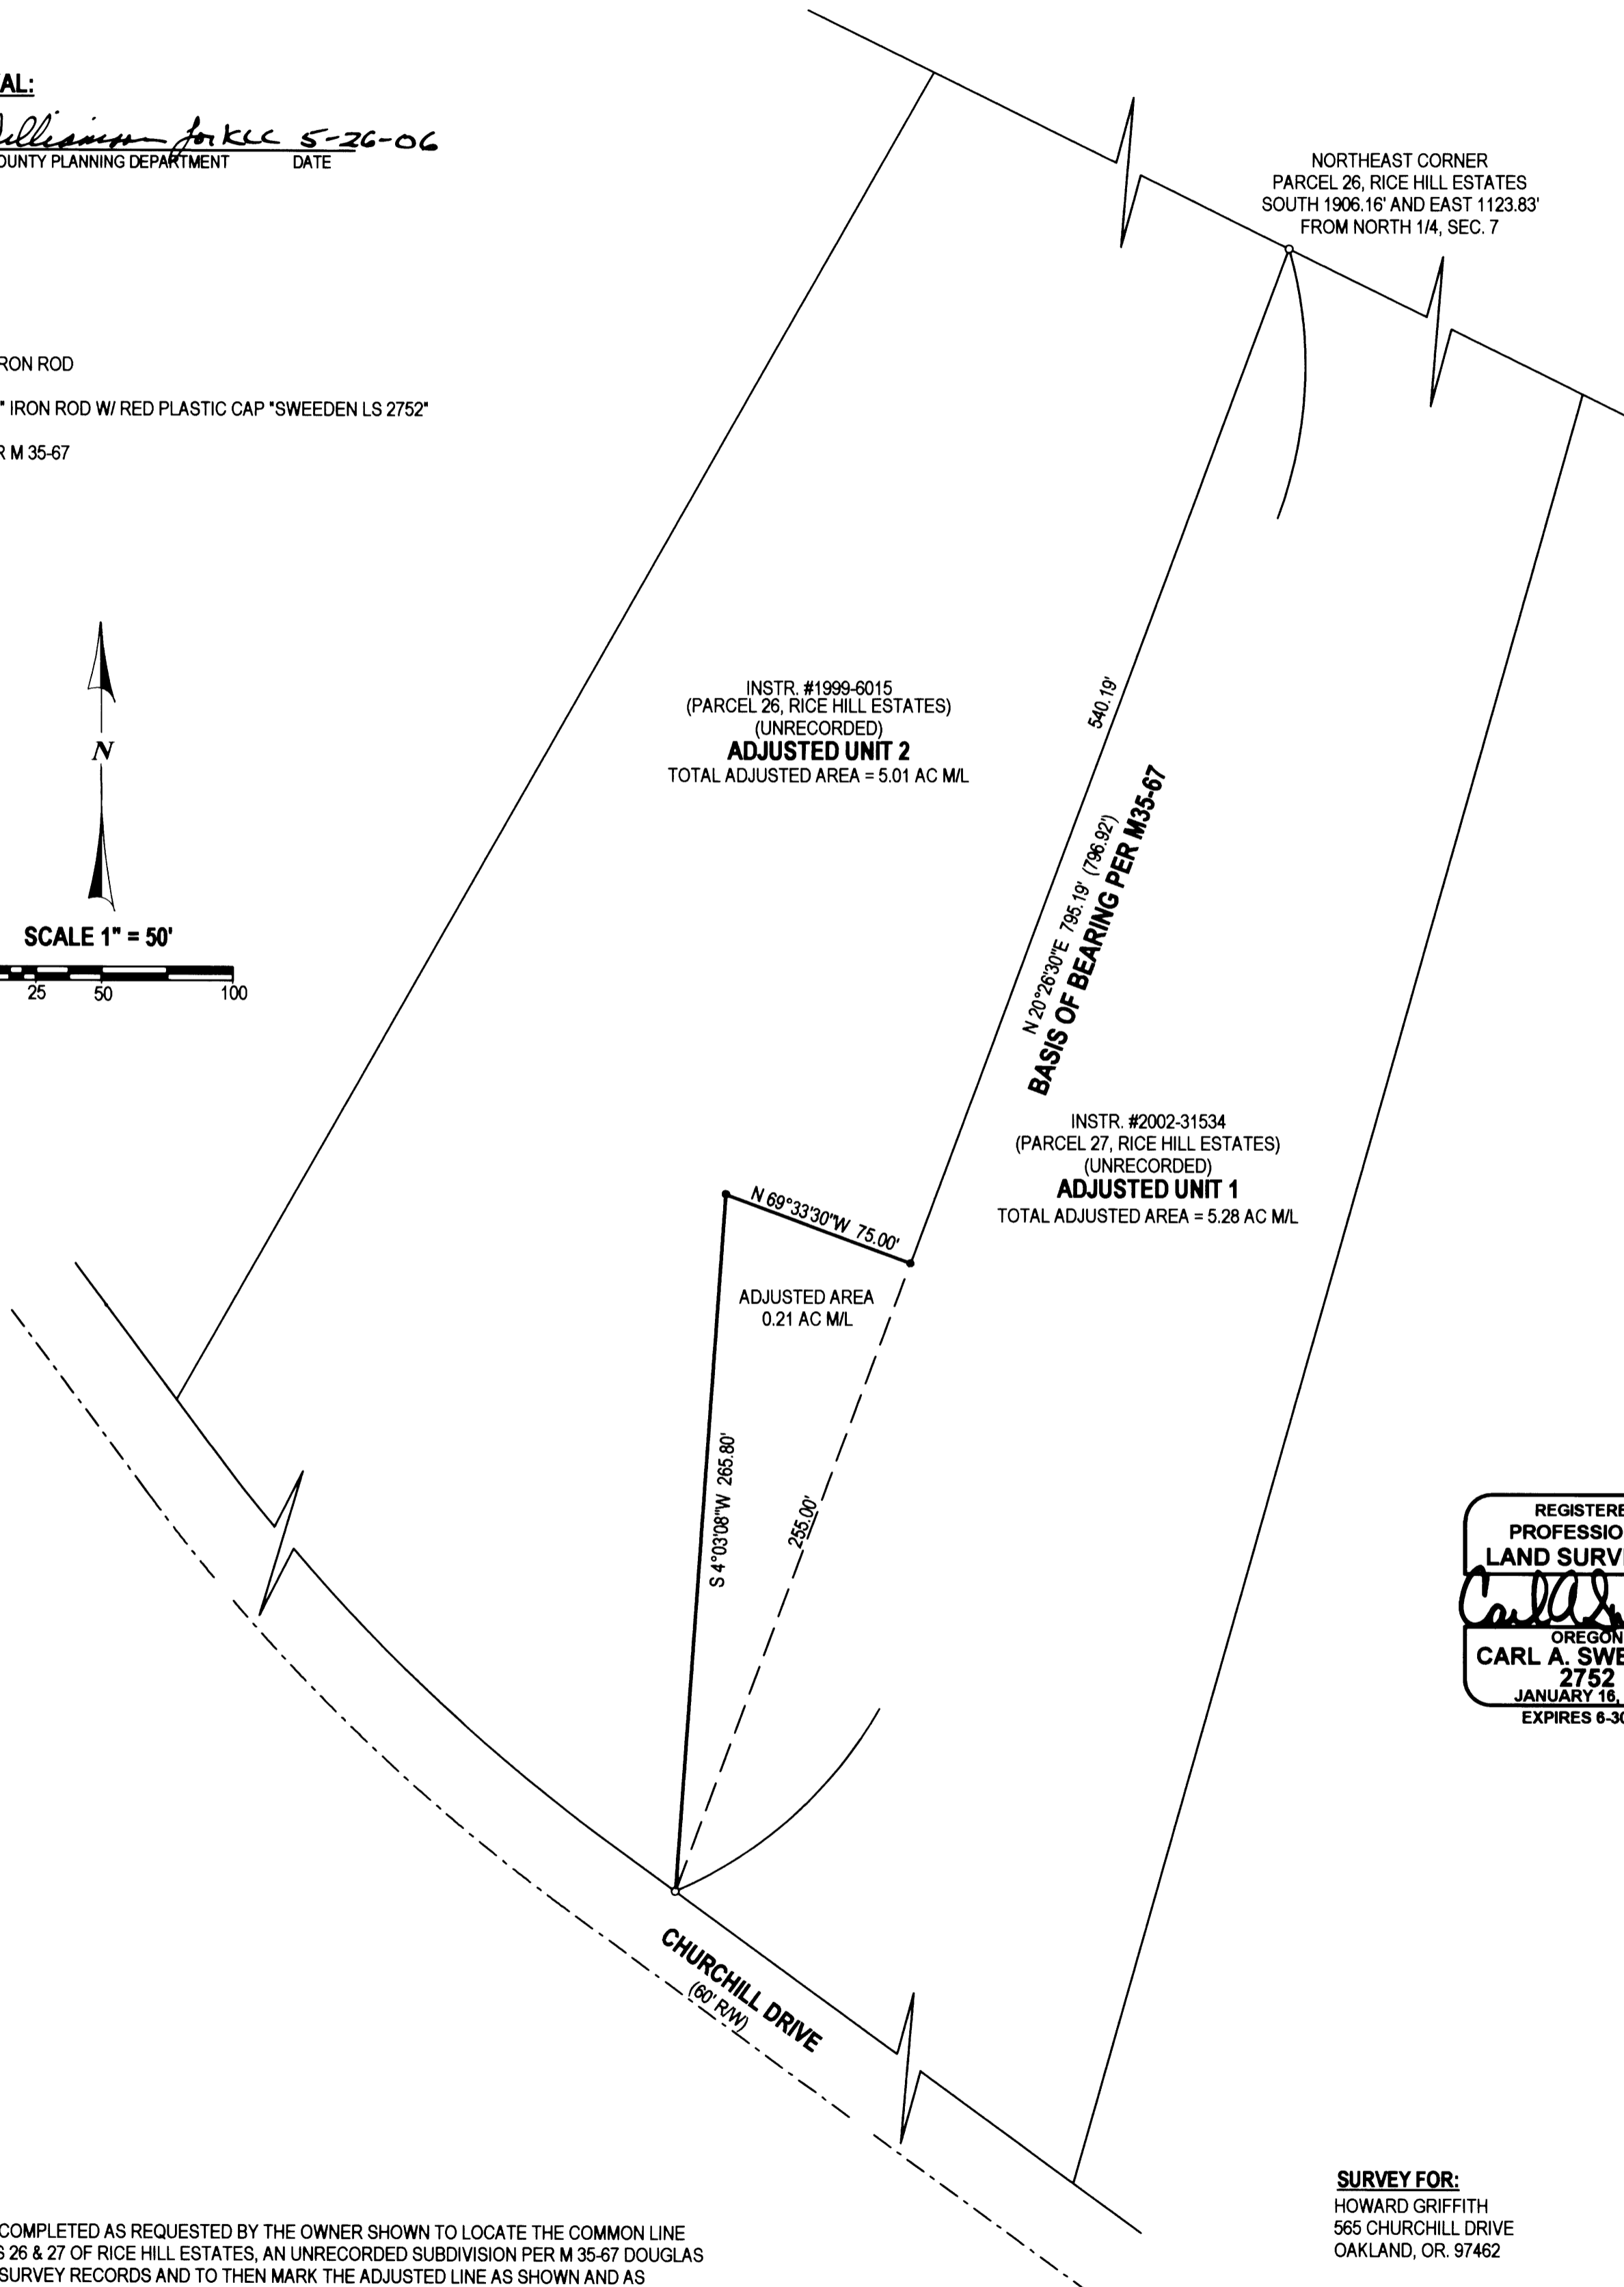 AL:
for KCC 5-26-06
OUNTY PLANNING DEPARTMENT DATE
NORTHEAST CORNER
PARCEL 26, RICE HILL ESTATES
SOUTH 1906.16' AND EAST 1123.83'
FROM NORTH 1/4, SEC. 7
RON ROD
" IRON ROD W/ RED PLASTIC CAP "SWEEDEN LS 2752"
R M 35-67
N
SCALE 1" = 50'
25 50 100
INSTR. #1999-6015
(PARCEL 26, RICE HILL ESTATES)
(UNRECORDED)
ADJUSTED UNIT 2
TOTAL ADJUSTED AREA = 5.01 AC M/L
540.19'
N 20°26'30"E 795.19' (796.92')
BASIS OF BEARING PER M35-67
INSTR. #2002-31534
(PARCEL 27, RICE HILL ESTATES)
(UNRECORDED)
ADJUSTED UNIT 1
TOTAL ADJUSTED AREA = 5.28 AC M/L
N 69°33'30"W 75.00'
ADJUSTED AREA
0.21 AC M/L
S 4°03'08"W 265.80'
255.00'
CHURCHILL DRIVE
(60' R/W)
REGISTERE
PROFESSIO
LAND SURV
Carl A Sw
OREGON
CARL A. SWE
2752
JANUARY 16,
EXPIRES 6-30
SURVEY FOR:
HOWARD GRIFFITH
565 CHURCHILL DRIVE
OAKLAND, OR. 97462
COMPLETED AS REQUESTED BY THE OWNER SHOWN TO LOCATE THE COMMON LINE
S 26 & 27 OF RICE HILL ESTATES, AN UNRECORDED SUBDIVISION PER M 35-67 DOUGLAS
SURVEY RECORDS AND TO THEN MARK THE ADJUSTED LINE AS SHOWN AND AS